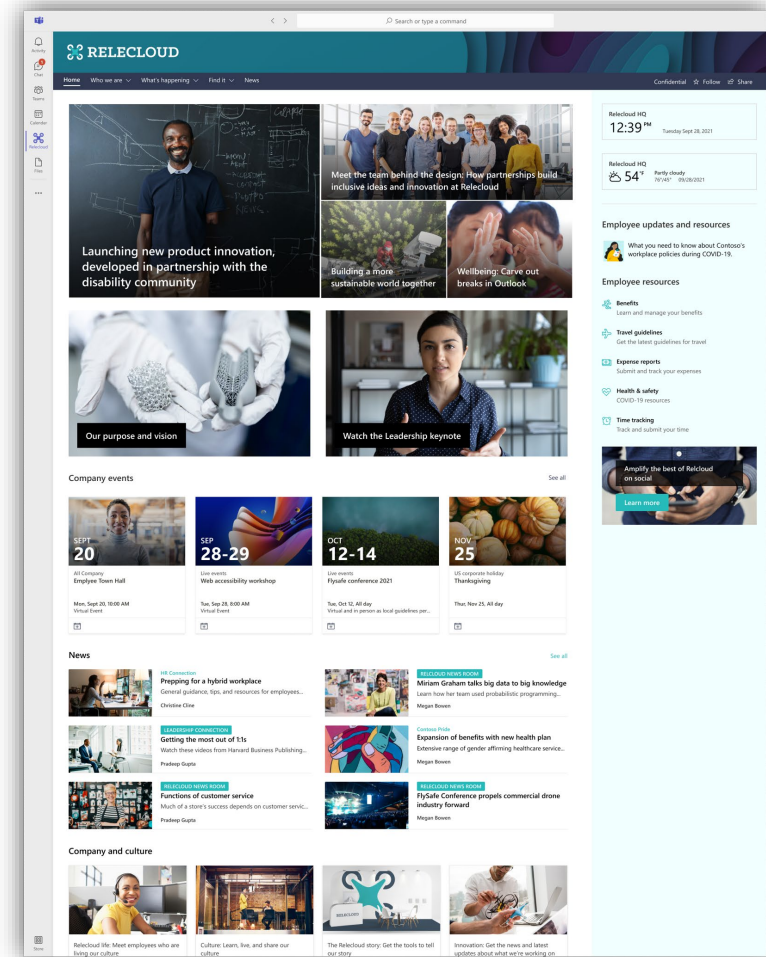 Search or type a command
Activity
Chat
Teams
Calendar
Relecloud
Files
RELECLOUD
Home Who we are What's happening Find it News
Confidential Follow Share
Launching new product innovation,
developed in partnership with the
disability community
Meet the team behind the design: How partnerships build
inclusive ideas and innovation at Relecloud
Building a more
sustainable world together
Wellbeing: Carve out
breaks in Outlook
Our purpose and vision
Watch the Leadership keynote
Relecloud HQ
12:39 PM Tuesday Sept 28, 2021
Relecloud HQ
54 °F Partly cloudy
76°/45° 09/28/2021
Employee updates and resources
What you need to know about Contoso's
workplace policies during COVID-19.
Employee resources
Benefits
Learn and manage your benefits
Travel guidelines
Get the latest guidelines for travel
Expense reports
Submit and track your expenses
Health & safety
COVID-19 resources
Time tracking
Track and submit your time
Amplify the best of Relcloud
on social
Learn more
Company events See all
SEPT
20
All Company
Emplyee Town Hall
Mon, Sept 20, 10:00 AM
Virtual Event
SEP
28-29
Live events
Web accessibility workshop
Tue, Sep 28, 8:00 AM
Virtual Event
OCT
12-14
Live events
Flysafe conference 2021
Tue, Oct 12, All day
Virtual and in person as local guidelines per...
NOV
25
US corporate holiday
Thanksgiving
Thur, Nov 25, All day
News See all
HR Connection
Prepping for a hybrid workplace
General guidance, tips, and resources for employees...
Christine Cline
RELCLOUD NEWS ROOM
Miriam Graham talks big data to big knowledge
Learn how her team used probabilistic programming...
Megan Bowen
LEADERSHIP CONNECTION
Getting the most out of 1:1s
Watch these videos from Harvard Business Publishing...
Pradeep Gupta
Contoso Pride
Expansion of benefits with new health plan
Extensive range of gender affirming healthcare service...
Megan Bowen
RELECLOUD NEWS ROOM
Functions of customer service
Much of a store's success depends on customer servic...
Pradeep Gupta
RELECLOUD NEWS ROOM
FlySafe Conference propels commercial drone
industry forward
Megan Bowen
Company and culture
Relecloud life: Meet employees who are
living our culture
Culture: Learn, live, and share our
culture
RELECLOUD
The Relecloud story: Get the tools to tell
our story
Innovation: Get the news and latest
updates about what we're working on